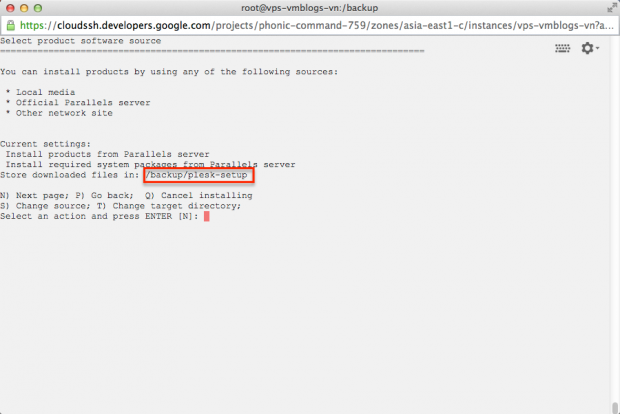 root@vps-vmblogs-vn:/backup
https://cloudssh.developers.google.com/projects/phonic-command-759/zones/asia-east1-c/instances/vps-vmblogs-vn?a...
Select product software source
================================================================================
You can install products by using any of the following sources:
* Local media
* Official Parallels server
* Other network site
Current settings:
Install products from Parallels server
Install required system packages from Parallels server
Store downloaded files in: /backup/plesk-setup
N) Next page; P) Go back; Q) Cancel installing
S) Change source; T) Change target directory;
Select an action and press ENTER [N]: